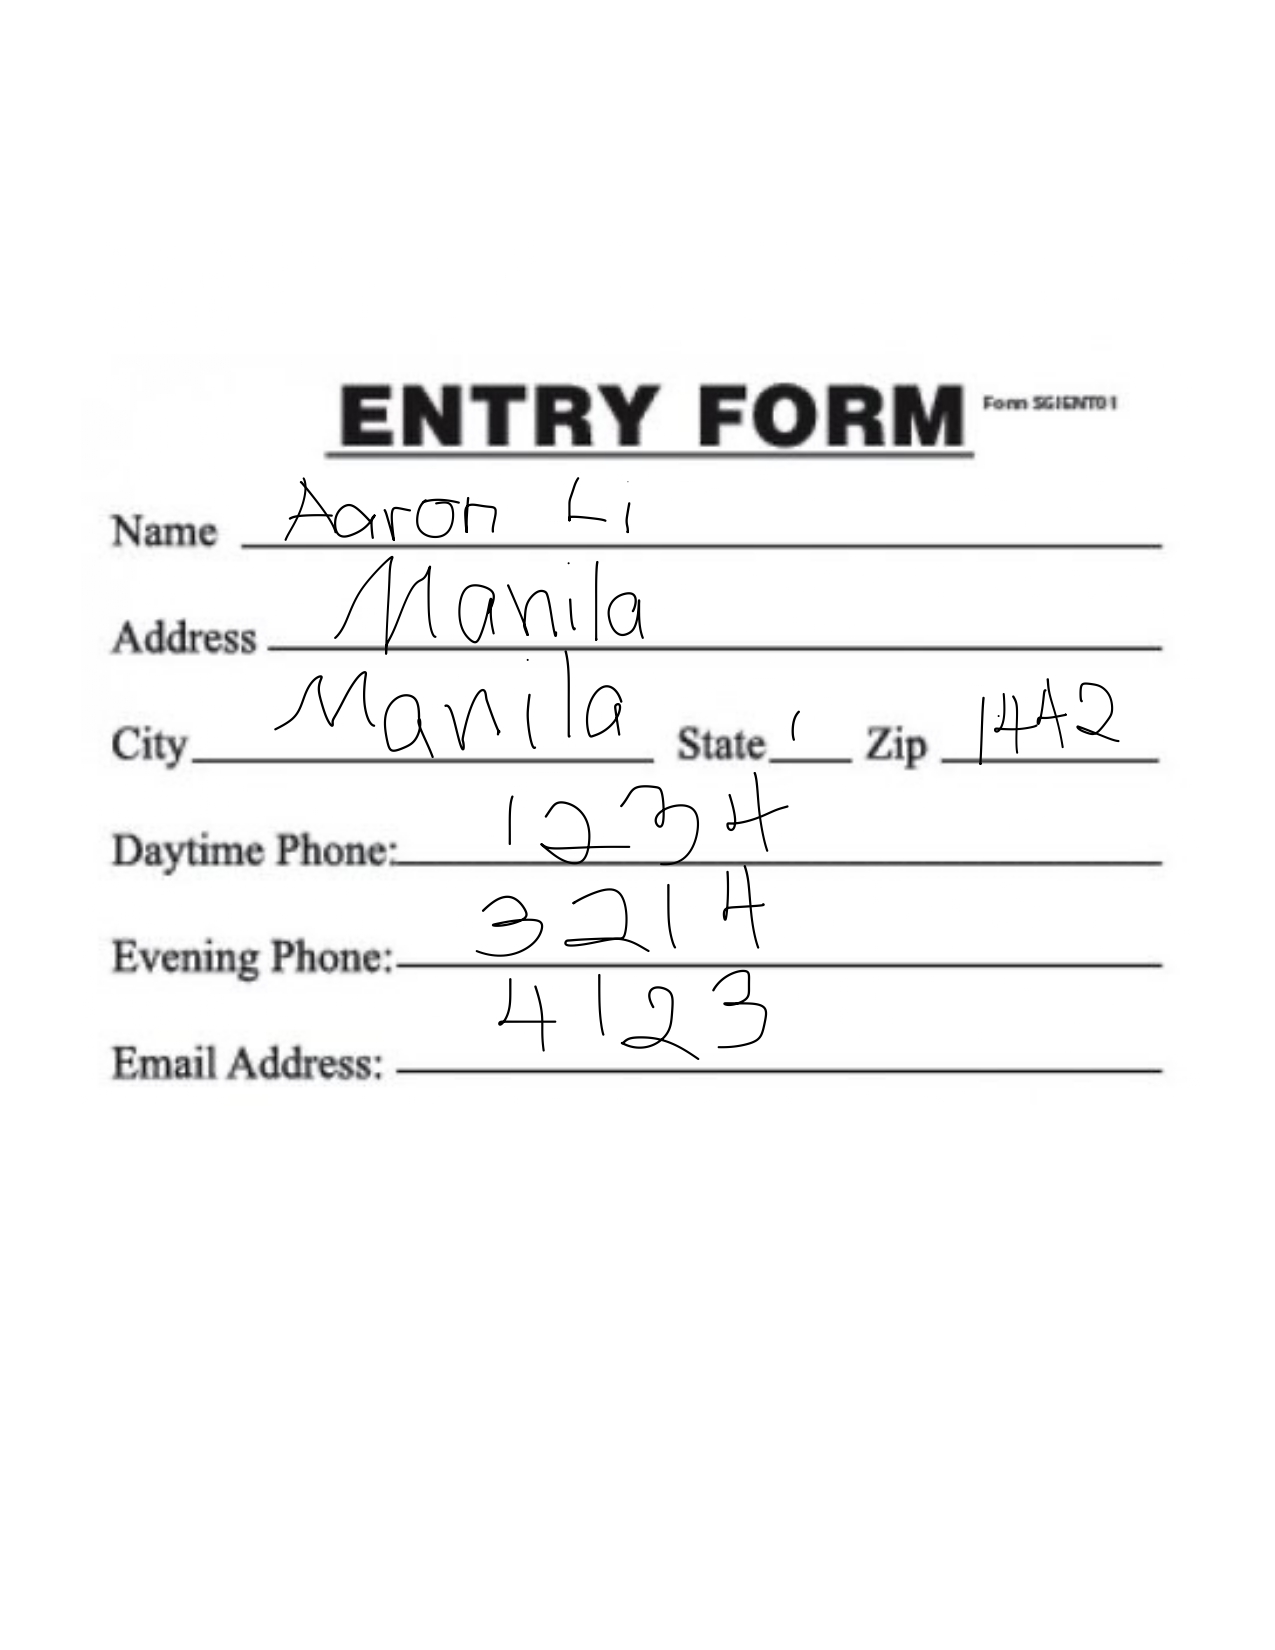 ENTRY FORM Form SGIENT01
Name Aaron Li
Address Manila
City Manila State 1 Zip 1442
Daytime Phone: 1234
Evening Phone: 3214
4123
Email Address: